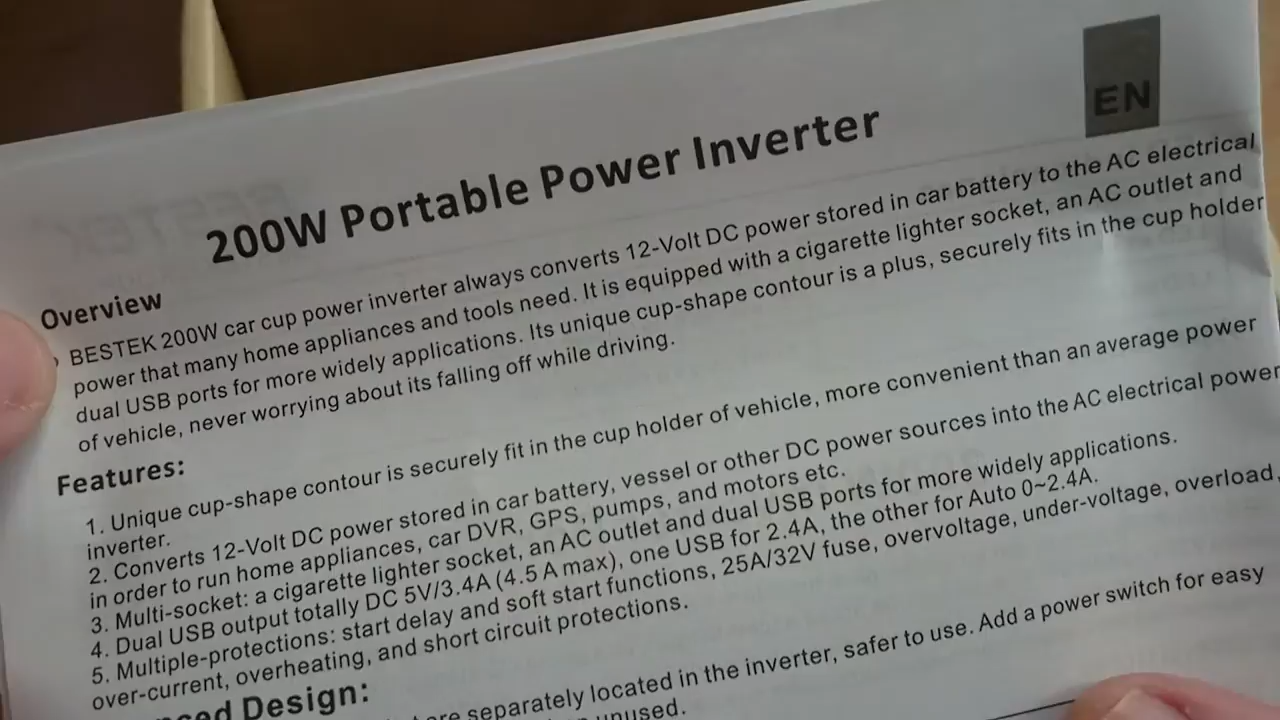 EN
200W Portable Power Inverter
Overview
BESTEK 200W car cup power inverter always converts 12-Volt DC power stored in car battery to the AC electrical
power that many home appliances and tools need. It is equipped with a cigarette lighter socket, an AC outlet and
dual USB ports for more widely applications. Its unique cup-shape contour is a plus, securely fits in the cup holder
of vehicle, never worrying about its falling off while driving.
Features:
1. Unique cup-shape contour is securely fit in the cup holder of vehicle, more convenient than an average power
inverter.
2. Converts 12-Volt DC power stored in car battery, vessel or other DC power sources into the AC electrical power
in order to run home appliances, car DVR, GPS, pumps, and motors etc.
3. Multi-socket: a cigarette lighter socket, an AC outlet and dual USB ports for more widely applications.
4. Dual USB output totally DC 5V/3.4A (4.5 A max), one USB for 2.4A, the other for Auto 0~2.4A.
5. Multiple-protections: start delay and soft start functions, 25A/32V fuse, overvoltage, under-voltage, overload,
over-current, overheating, and short circuit protections.
Design:
separately located in the inverter, safer to use. Add a power switch for easy
unused.